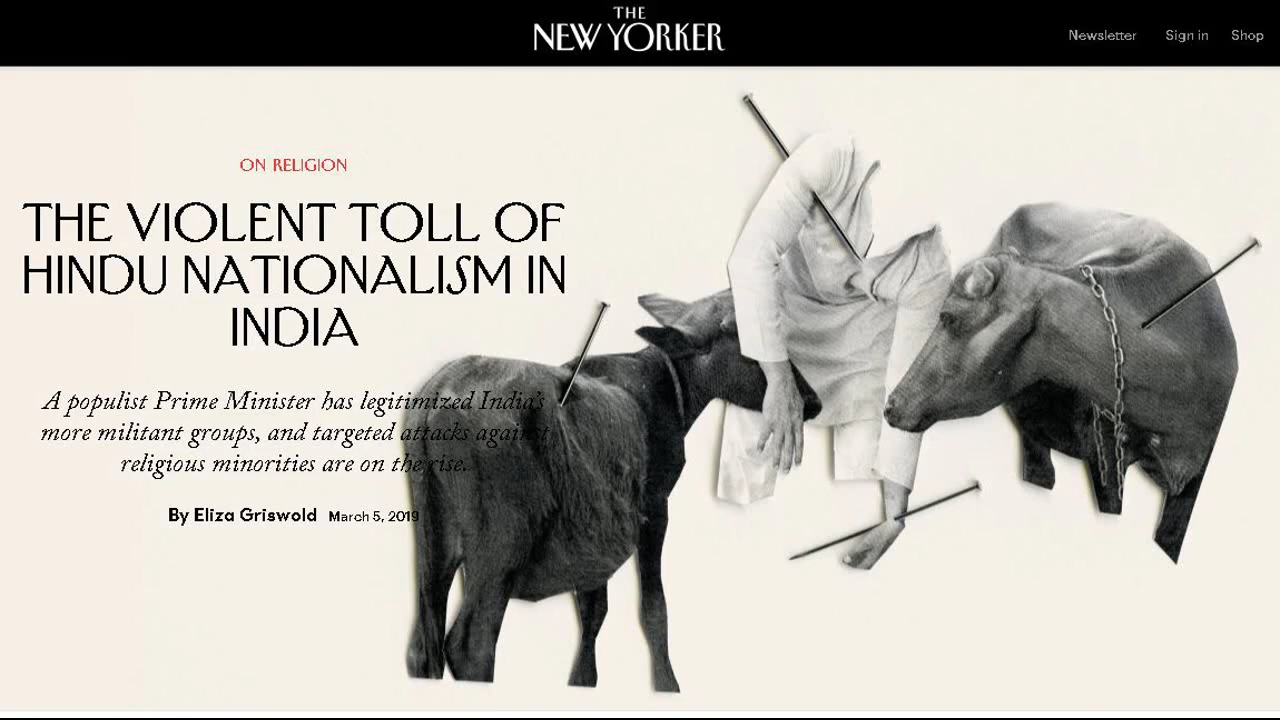 THE
NEW YORKER
Newsletter Sign in Shop
ON RELIGION
THE VIOLENT TOLL OF
HINDU NATIONALISM IN
INDIA
A populist Prime Minister has legitimized India's
more militant groups, and targeted attacks against
religious minorities are on the rise.
By Eliza Griswold March 5, 2019